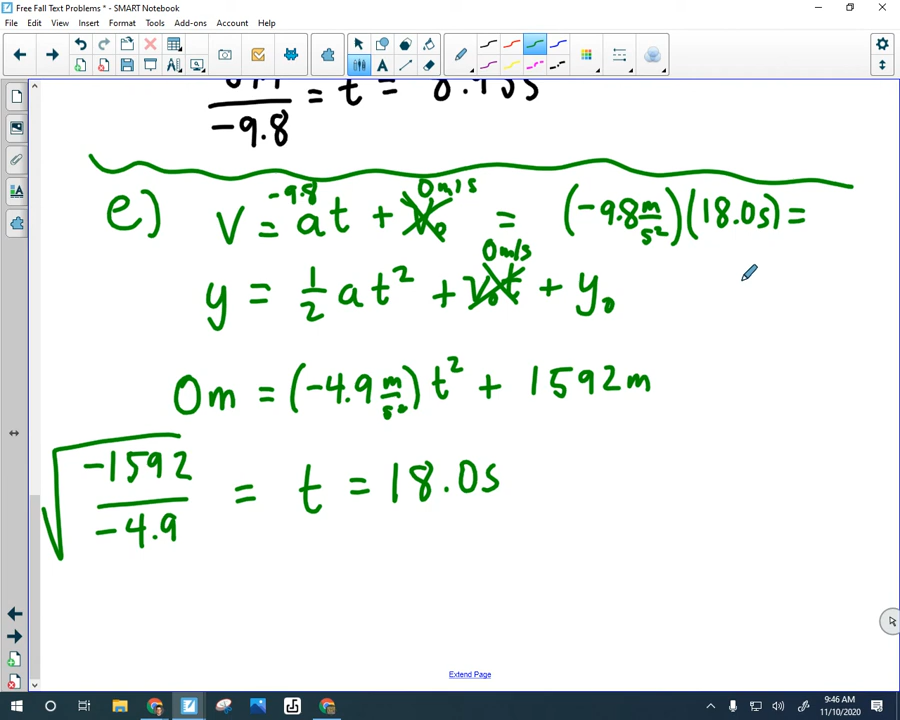 Free Fall Text Problems * - SMART Notebook
File Edit View Insert Format Tools Add-ons Account Help
-9.8 = t =
e) V = at + V₀ = (-9.8 m/s²)(18.0s) =
-9.8 0m/s
0m/s
y = 1/2 at² + V₀t + y₀
0m = (-4.9 m/s²) t² + 1592m
√(-1592/-4.9) = t = 18.0s
Extend Page
9:46 AM
11/10/2020